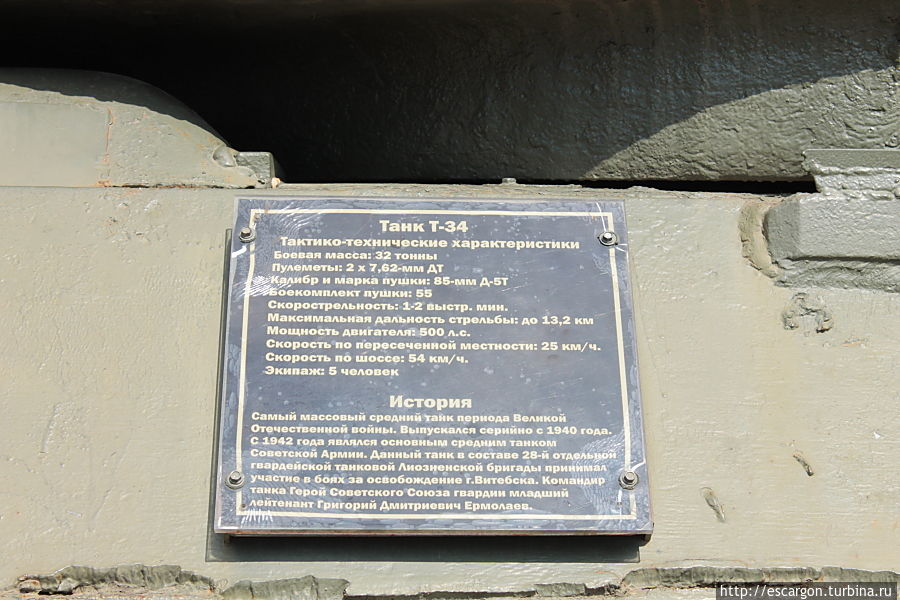 Танк Т-34
Тактико-технические характеристики
Боевая масса: 32 тонны
Пулеметы: 2 х 7,62-мм ДТ
Калибр и марка пушки: 85-мм Д-5Т
Боекомплект пушки: 55
Скорострельность: 1-2 выстр. мин.
Максимальная дальность стрельбы: до 13,2 км
Мощность двигателя: 500 л.с.
Скорость по пересеченной местности: 25 км/ч.
Скорость по шоссе: 54 км/ч.
Экипаж: 5 человек
История
Самый массовый средний танк периода Великой
Отечественной войны. Выпускался серийно с 1940 года.
С 1942 года являлся основным средним танком
Советской Армии. Данный танк в составе 28-й отдельной
гвардейской танковой Лиозненской бригады принимал
участие в боях за освобождение г.Витебска. Командир
танка Герой Советского Союза гвардии младший
лейтенант Григорий Дмитриевич Ермолаев.
http://escargon.turbina.ru